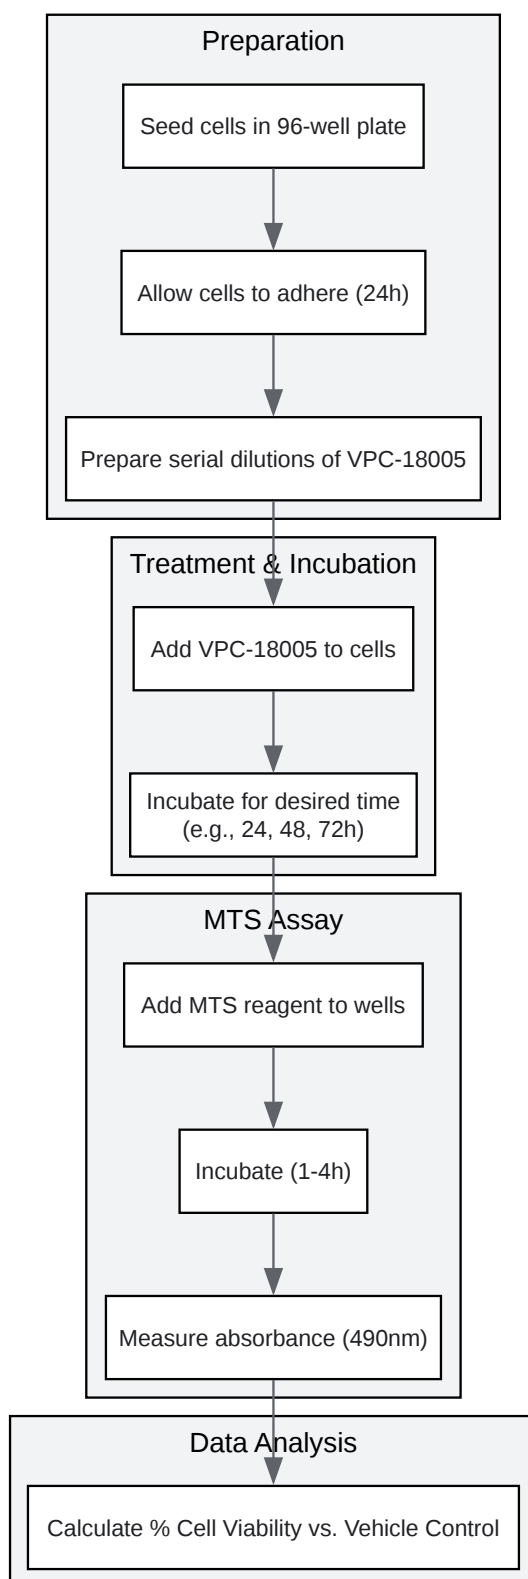 Preparation
Seed cells in 96-well plate
Allow cells to adhere (24h)
Prepare serial dilutions of VPC-18005
Treatment & Incubation
Add VPC-18005 to cells
Incubate for desired time
(e.g., 24, 48, 72h)
MTS Assay
Add MTS reagent to wells
Incubate (1-4h)
Measure absorbance (490nm)
Data Analysis
Calculate % Cell Viability vs. Vehicle Control